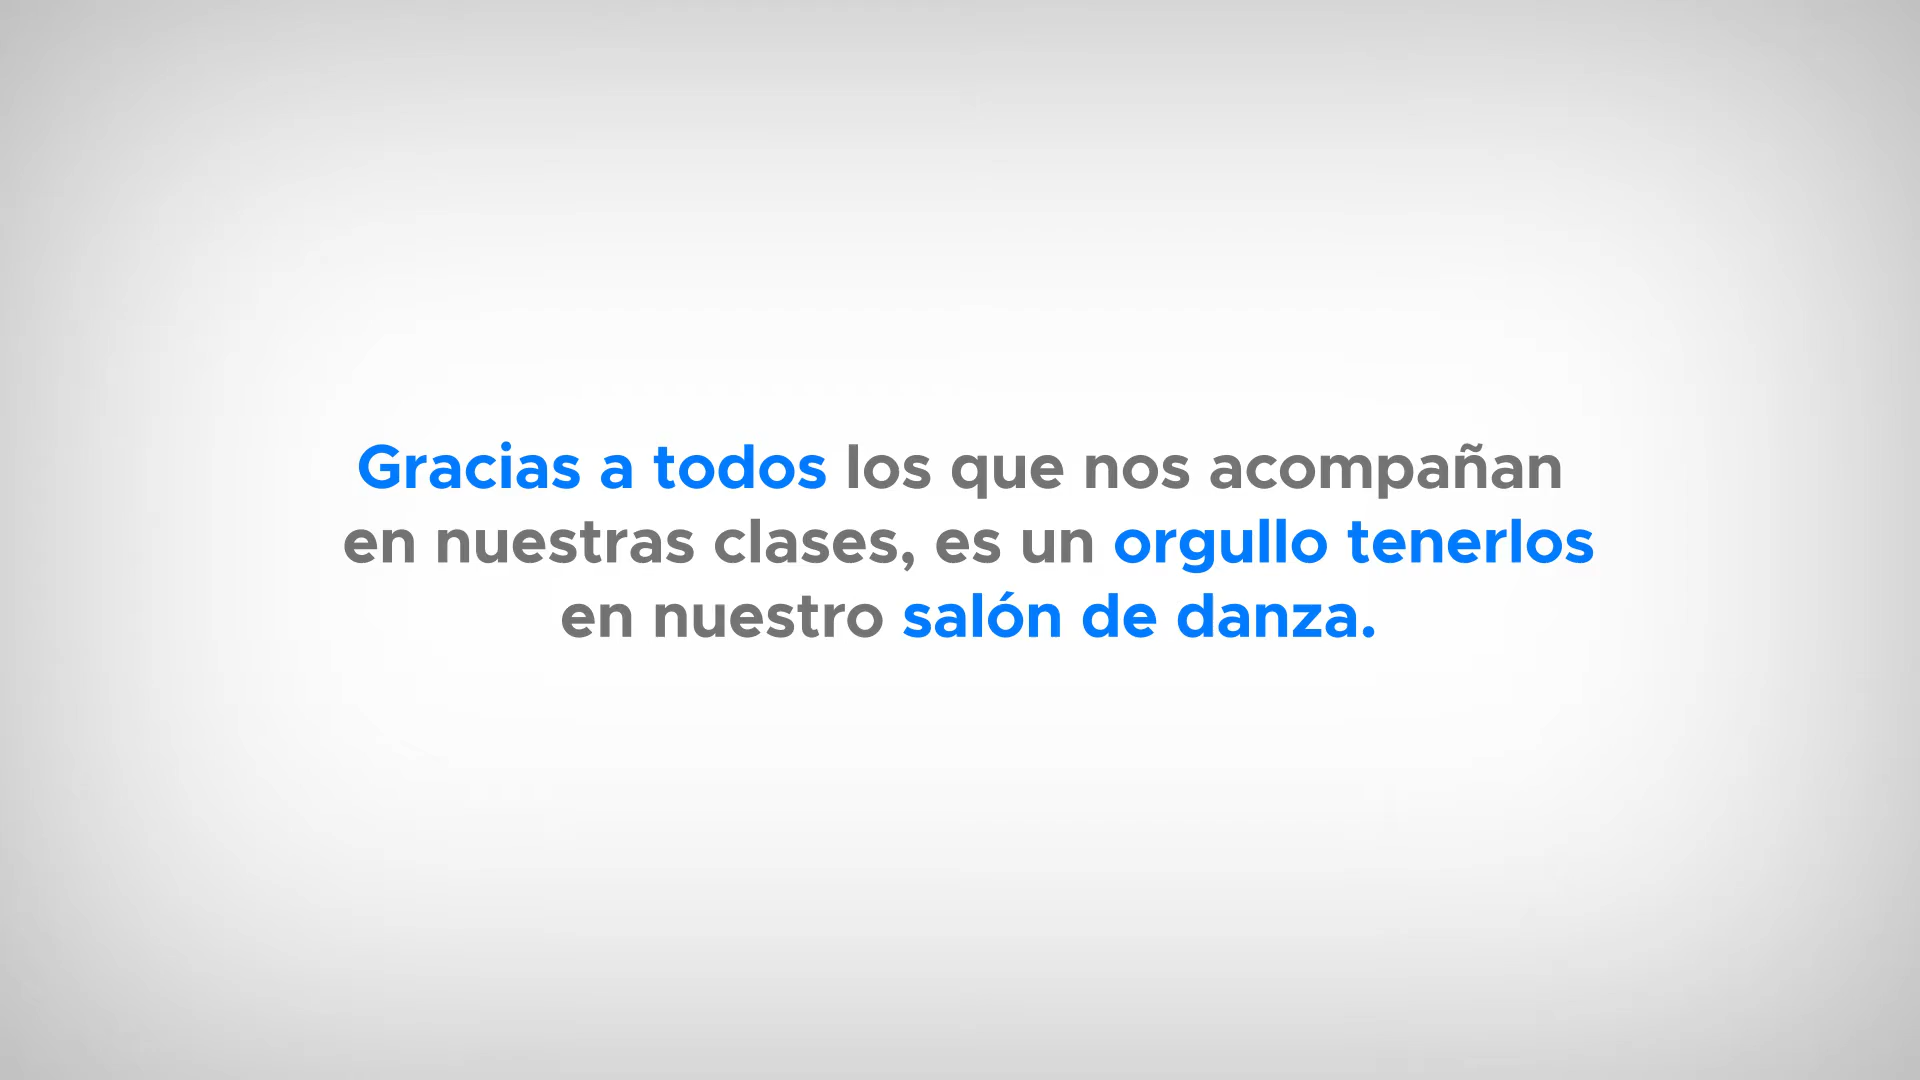 Gracias a todos los que nos acompañan
en nuestras clases, es un orgullo tenerlos
en nuestro salón de danza.